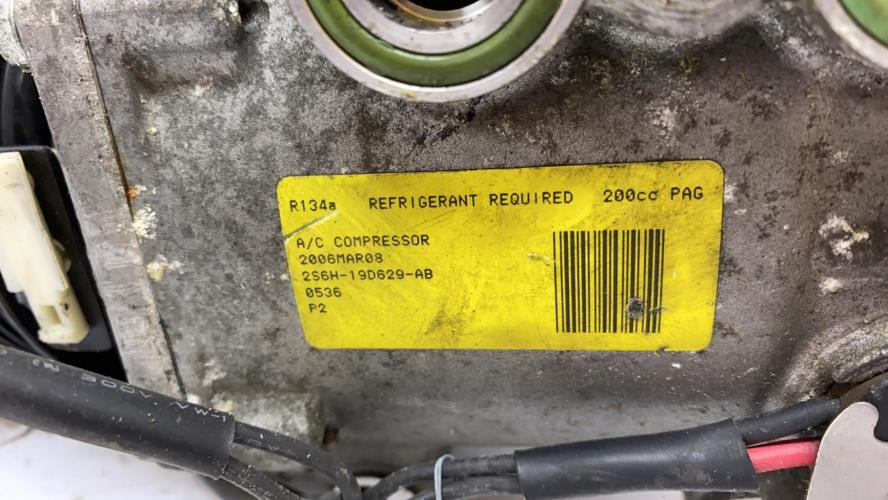 R134a REFRIGERANT REQUIRED 200cc PAG
A/C COMPRESSOR
2006MAR08
2S6H-19D629-AB
0536
P2